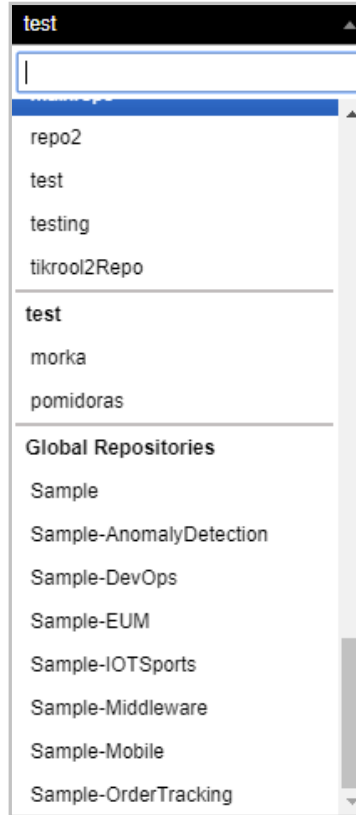 test
repo2
test
testing
tikrool2Repo
test
morka
pomidoras
Global Repositories
Sample
Sample-AnomalyDetection
Sample-DevOps
Sample-EUM
Sample-IOTSports
Sample-Middleware
Sample-Mobile
Sample-OrderTracking